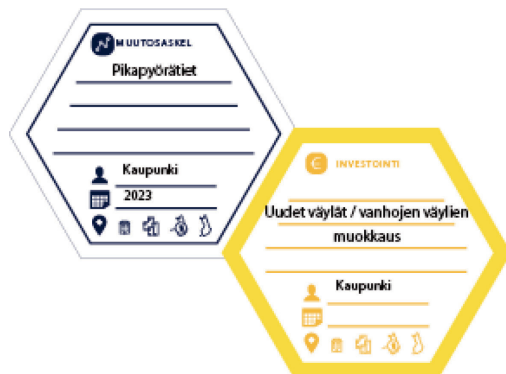 MUUTOSASKEL
Pikapyörätiet
Kaupunki
2023
INVESTOINTI
Uudet väylät / vanhojen väylien
muokkaus
Kaupunki